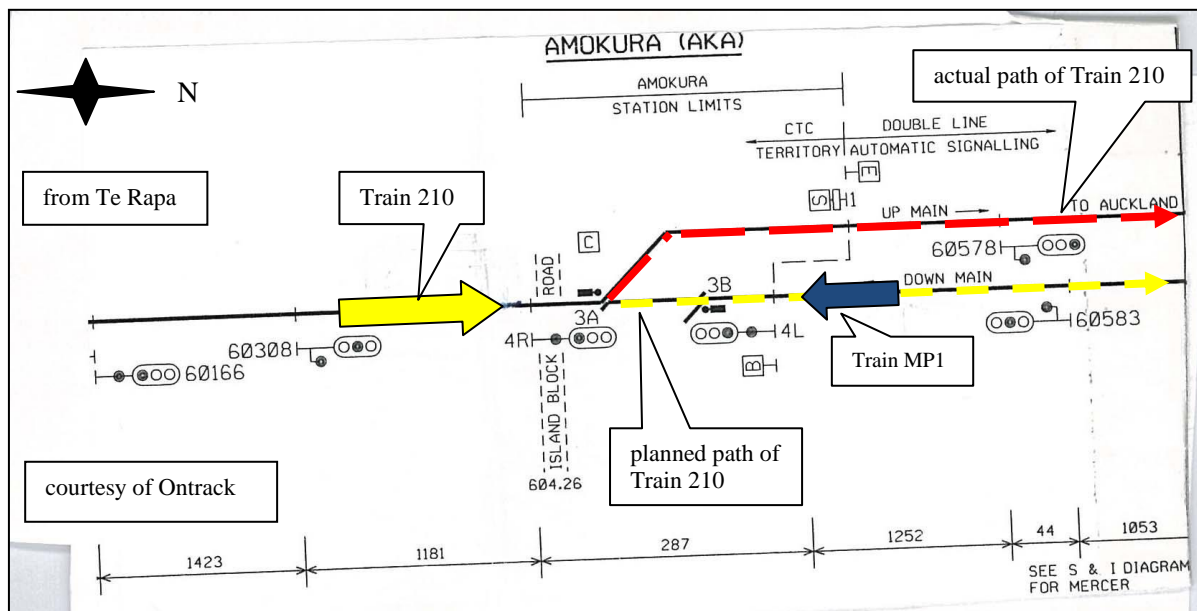 AMOKURA (AKA)
N
AMOKURA
STATION LIMITS
actual path of Train 210
CTC
TERRITORY
DOUBLE LINE
AUTOMATIC SIGNALLING
from Te Rapa
Train 210
E
S
1
UP MAIN
TO AUCKLAND
C
60578
ROAD
3B
DOWN MAIN
3A
4R
4L
60308
60583
60166
B
Train MP1
ISLAND BLOCK
planned path of
Train 210
courtesy of Ontrack
604.26
1423
1181
287
1252
44
1053
SEE S & I DIAGRAM
FOR MERCER